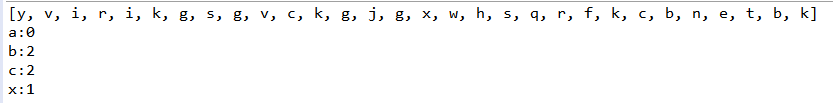 [y, v, i, r, i, k, g, s, g, v, c, k, g, j, g, x, w, h, s, q, r, f, k, c, b, n, e, t, b, k]
a:0
b:2
c:2
x:1